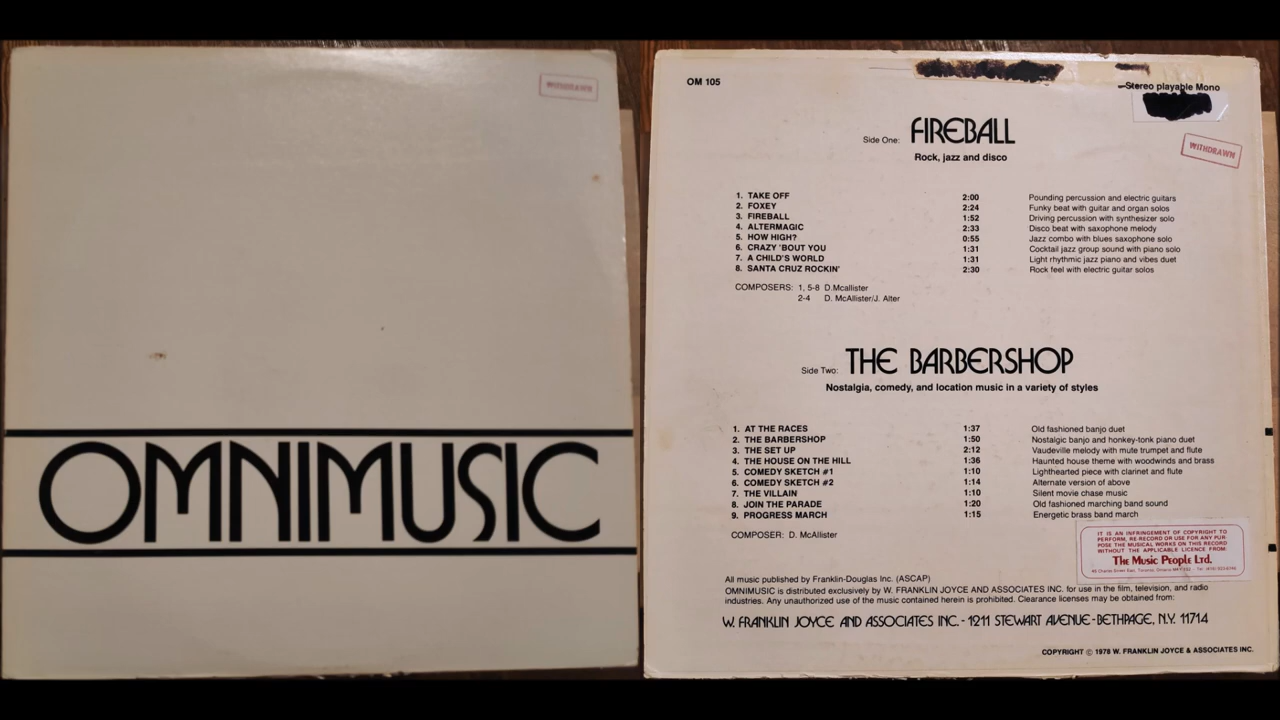 WITHDRAWN
OMNIMUSIC
OM 105
Stereo playable Mono
WITHDRAWN
Side One: FIREBALL
Rock, jazz and disco
1. TAKE OFF 2:00 Pounding percussion and electric guitars
2. FOXEY 2:24 Funky beat with guitar and organ solos
3. FIREBALL 1:52 Driving percussion with synthesizer solo
4. ALTERMAGIC 2:33 Disco beat with saxophone melody
5. HOW HIGH? 0:55 Jazz combo with blues saxophone solo
6. CRAZY 'BOUT YOU 1:31 Cocktail jazz group sound with piano solo
7. A CHILD'S WORLD 1:31 Light rhythmic jazz piano and vibes duet
8. SANTA CRUZ ROCKIN' 2:30 Rock feel with electric guitar solos
COMPOSERS: 1, 5-8 D.Mcallister
2-4 D. McAllister/J. Alter
Side Two: THE BARBERSHOP
Nostalgia, comedy, and location music in a variety of styles
1. AT THE RACES 1:37 Old fashioned banjo duet
2. THE BARBERSHOP 1:50 Nostalgic banjo and honkey-tonk piano duet
3. THE SET UP 2:12 Vaudeville melody with mute trumpet and flute
4. THE HOUSE ON THE HILL 1:36 Haunted house theme with woodwinds and brass
5. COMEDY SKETCH #1 1:10 Lighthearted piece with clarinet and flute
6. COMEDY SKETCH #2 1:14 Alternate version of above
7. THE VILLAIN 1:10 Silent movie chase music
8. JOIN THE PARADE 1:20 Old fashioned marching band sound
9. PROGRESS MARCH 1:15 Energetic brass band march
COMPOSER: D. McAllister
IT IS AN INFRINGEMENT OF COPYRIGHT TO
PERFORM, RE-RECORD OR USE FOR ANY PUR-
POSE THE MUSICAL WORKS ON THIS RECORD
WITHOUT THE APPLICABLE LICENCE FROM:
The Music People Ltd.
Street East, Toronto, Ontario
All music published by Franklin-Douglas Inc. (ASCAP)
OMNIMUSIC is distributed exclusively by W. FRANKLIN JOYCE AND ASSOCIATES INC. for use in the film, television, and radio
industries. Any unauthorized use of the music contained herein is prohibited. Clearance licenses may be obtained from:
W. FRANKLIN JOYCE AND ASSOCIATES INC. - 1211 STEWART AVENUE - BETHPAGE, N.Y. 11714
COPYRIGHT © 1978 W. FRANKLIN JOYCE & ASSOCIATES INC.